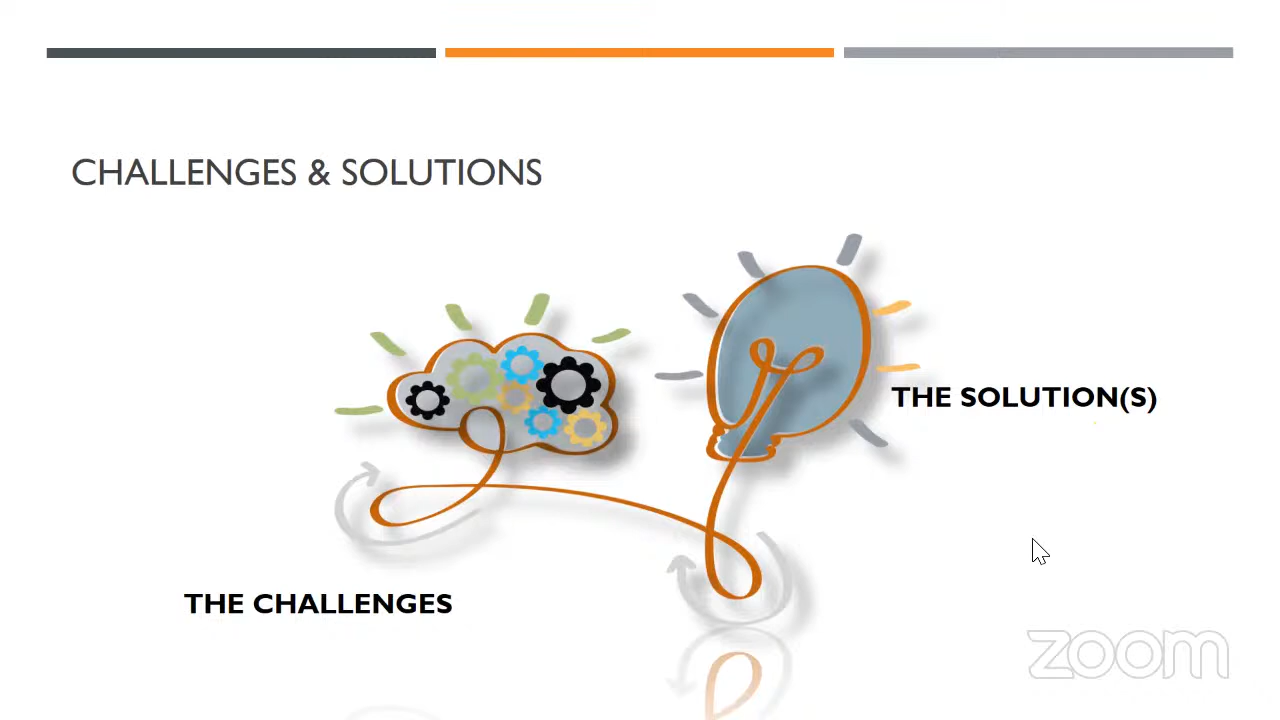 CHALLENGES & SOLUTIONS
THE SOLUTION(S)
THE CHALLENGES
zoom